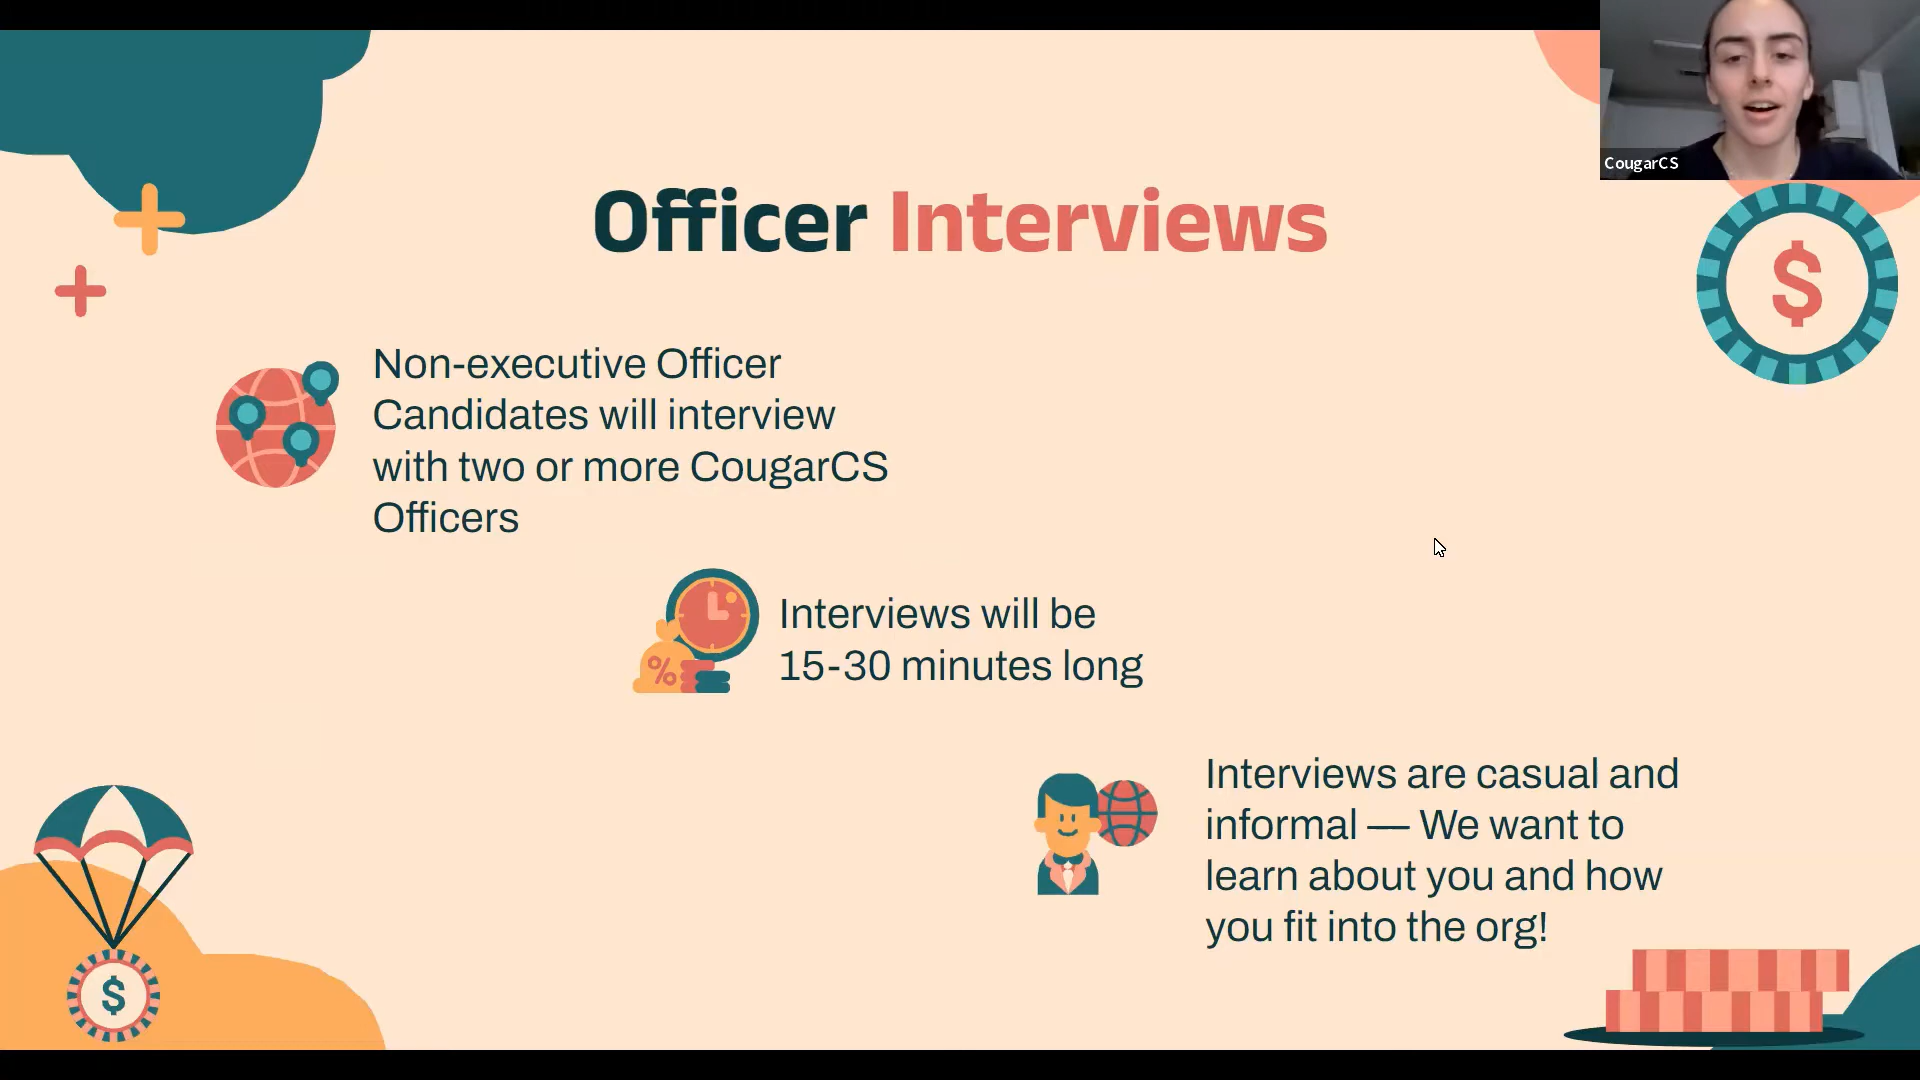 CougarCS
Officer Interviews
$
Non-executive Officer
Candidates will interview
with two or more CougarCS
Officers
%
Interviews will be
15-30 minutes long
Interviews are casual and
informal — We want to
learn about you and how
you fit into the org!
$